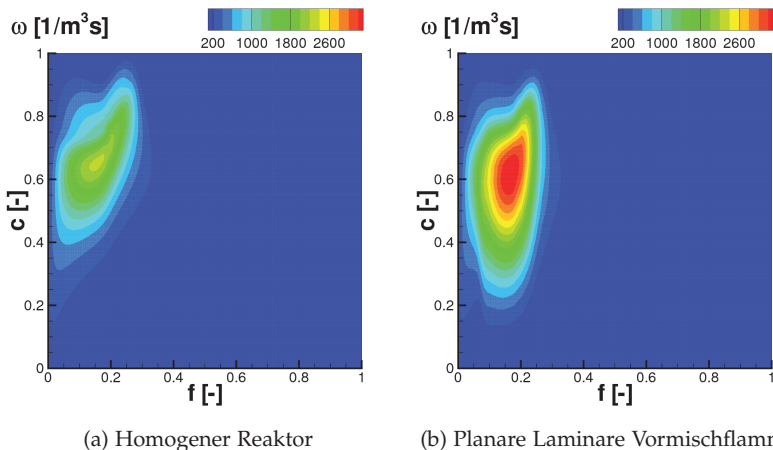 ω [1/m³s]
200 1000 1800 2600
c [-]
1
0.8
0.6
0.4
0.2
0
0 0.2 0.4 0.6 0.8 1
f [-]
(a) Homogener Reaktor
ω [1/m³s]
200 1000 1800 2600
c [-]
1
0.8
0.6
0.4
0.2
0
0 0.2 0.4 0.6 0.8 1
f [-]
(b) Planare Laminare Vormischflamm